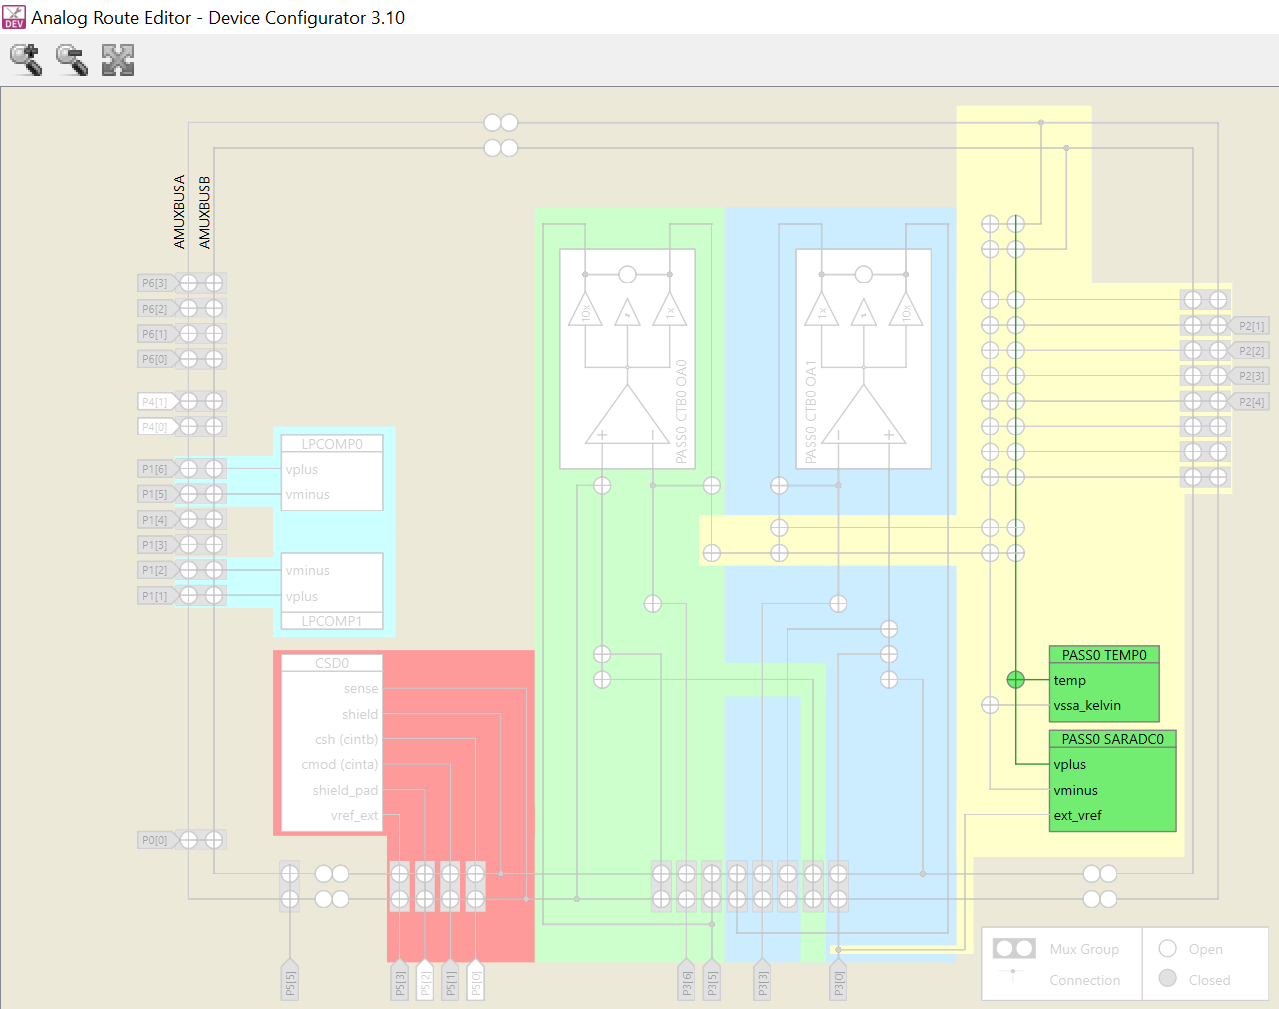 DEV
Analog Route Editor - Device Configurator 3.10
AMUXBUSA
AMUXBUSB
P6[3]
P6[2]
P6[1]
P6[0]
P4[1]
P4[0]
P1[6]
P1[5]
P1[4]
P1[3]
P1[2]
P1[1]
P0[0]
LPCOMP0
vplus
vminus
vminus
vplus
LPCOMP1
CSD0
sense
shield
csh (cintb)
cmod (cinta)
shield_pad
vref_ext
10x
1x
+
PASS0 CTB0 OA0
1x
10x
+
PASS0 CTB0 OA1
P2[1]
P2[2]
P2[3]
P2[4]
PASS0 TEMP0
temp
vssa_kelvin
PASS0 SARADC0
vplus
vminus
ext_vref
P5[5]
P5[3]
P5[2]
P5[1]
P5[0]
P3[6]
P3[5]
P3[3]
P3[0]
Mux Group
Open
Connection
Closed